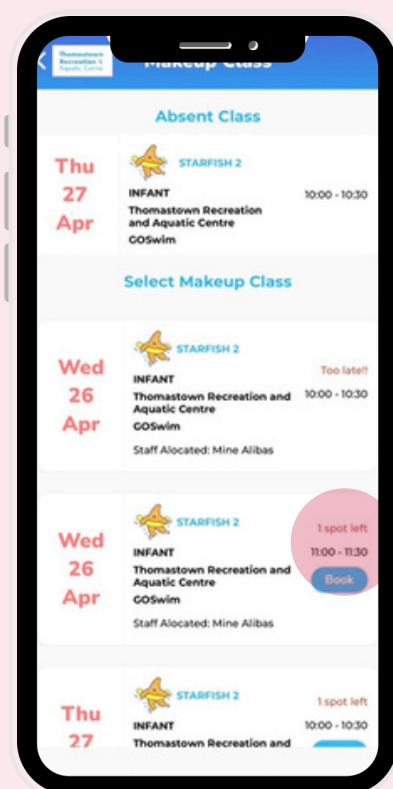 Thomastown
Recreation &
Aquatic Centre
Makeup Class
Absent Class
Thu
27
Apr
STARFISH 2
INFANT
10:00 - 10:30
Thomastown Recreation
and Aquatic Centre
GOSwim
Select Makeup Class
Wed
26
Apr
STARFISH 2
Too late!!
INFANT
10:00 - 10:30
Thomastown Recreation and
Aquatic Centre
GOSwim
Staff Alocated: Mine Alibas
Wed
26
Apr
STARFISH 2
1 spot left
INFANT
11:00 - 11:30
Thomastown Recreation and
Aquatic Centre
Book
GOSwim
Staff Alocated: Mine Alibas
Thu
27
STARFISH 2
1 spot left
INFANT
10:00 - 10:30
Thomastown Recreation and